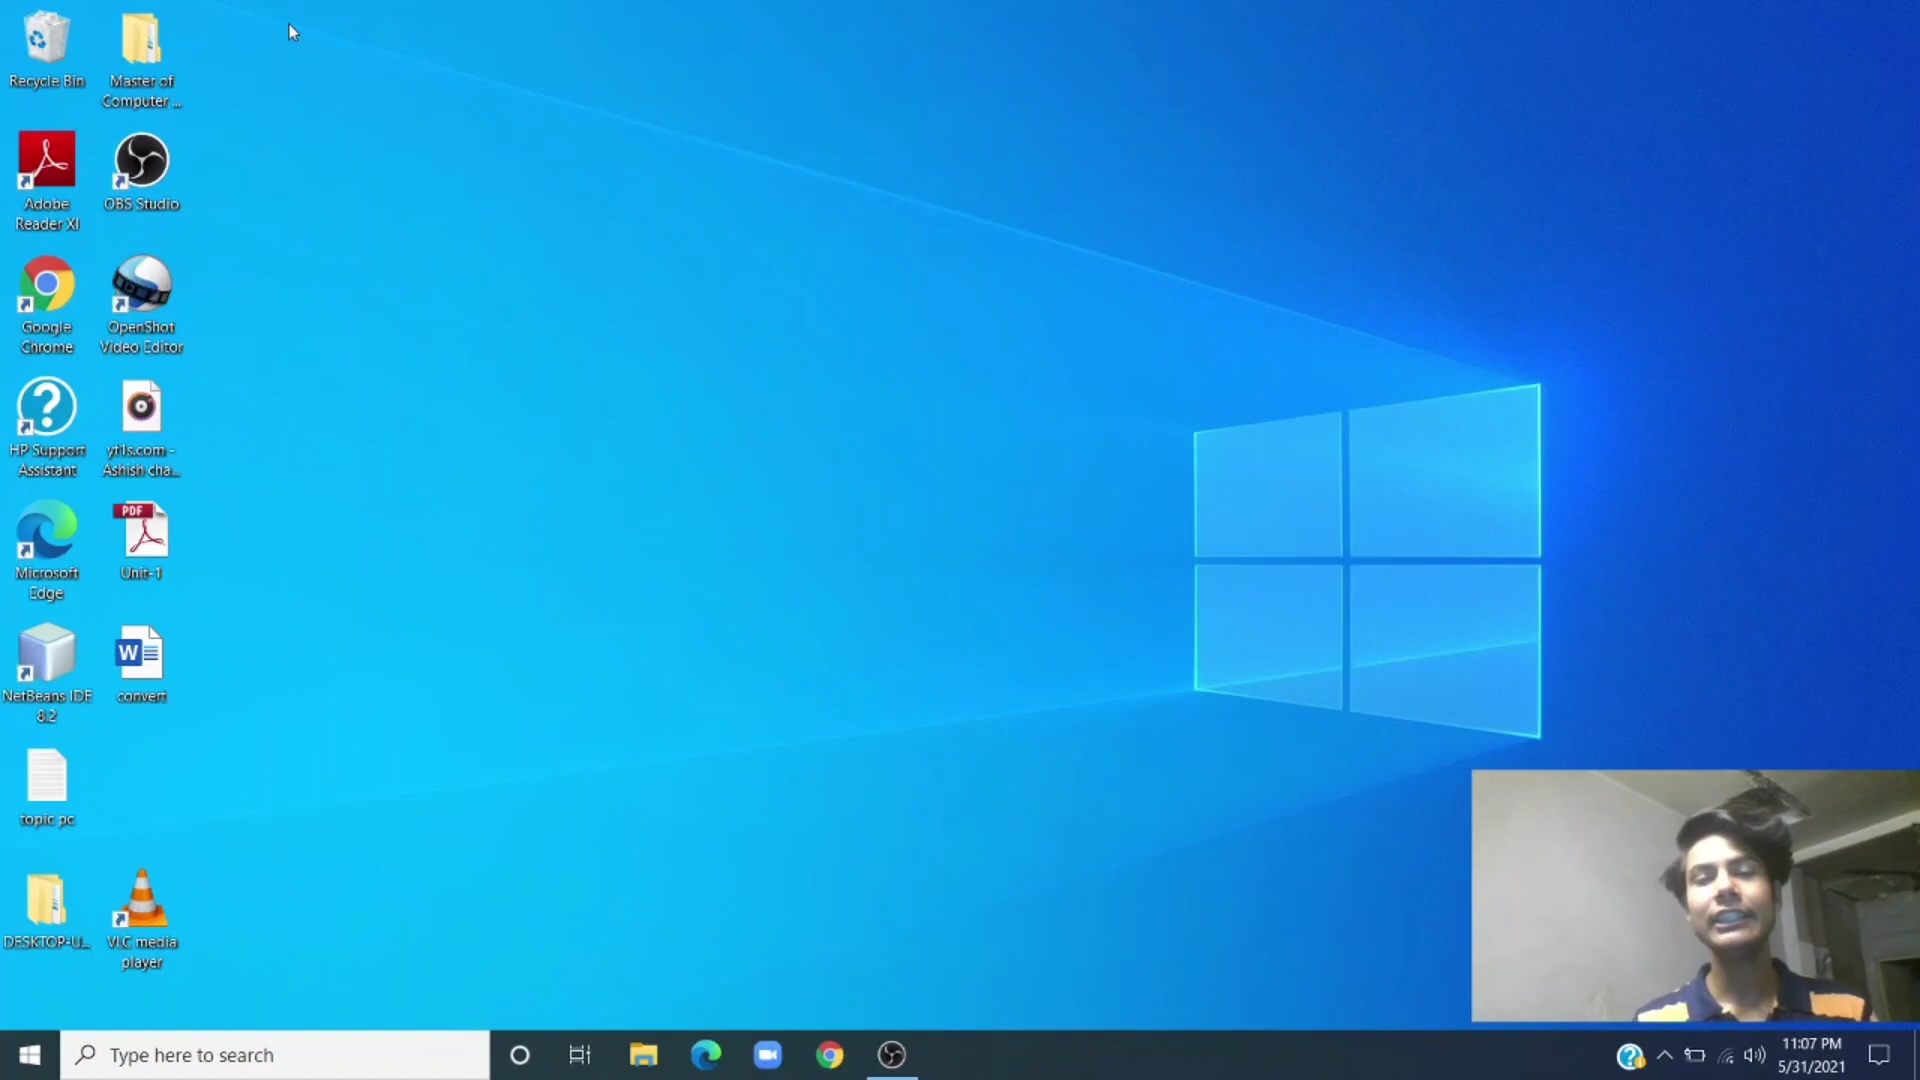 Recycle Bin
Master of
Computer ...
Adobe
Reader XI
OBS Studio
Google
Chrome
OpenShot
Video Editor
HP Support
Assistant
yt1s.com -
Ashish cha...
Microsoft
Edge
PDF
Unit-1
NetBeans IDE
8.2
W
convert
topic pc
DESKTOP-U...
VLC media
player
Type here to search
11:07 PM
5/31/2021